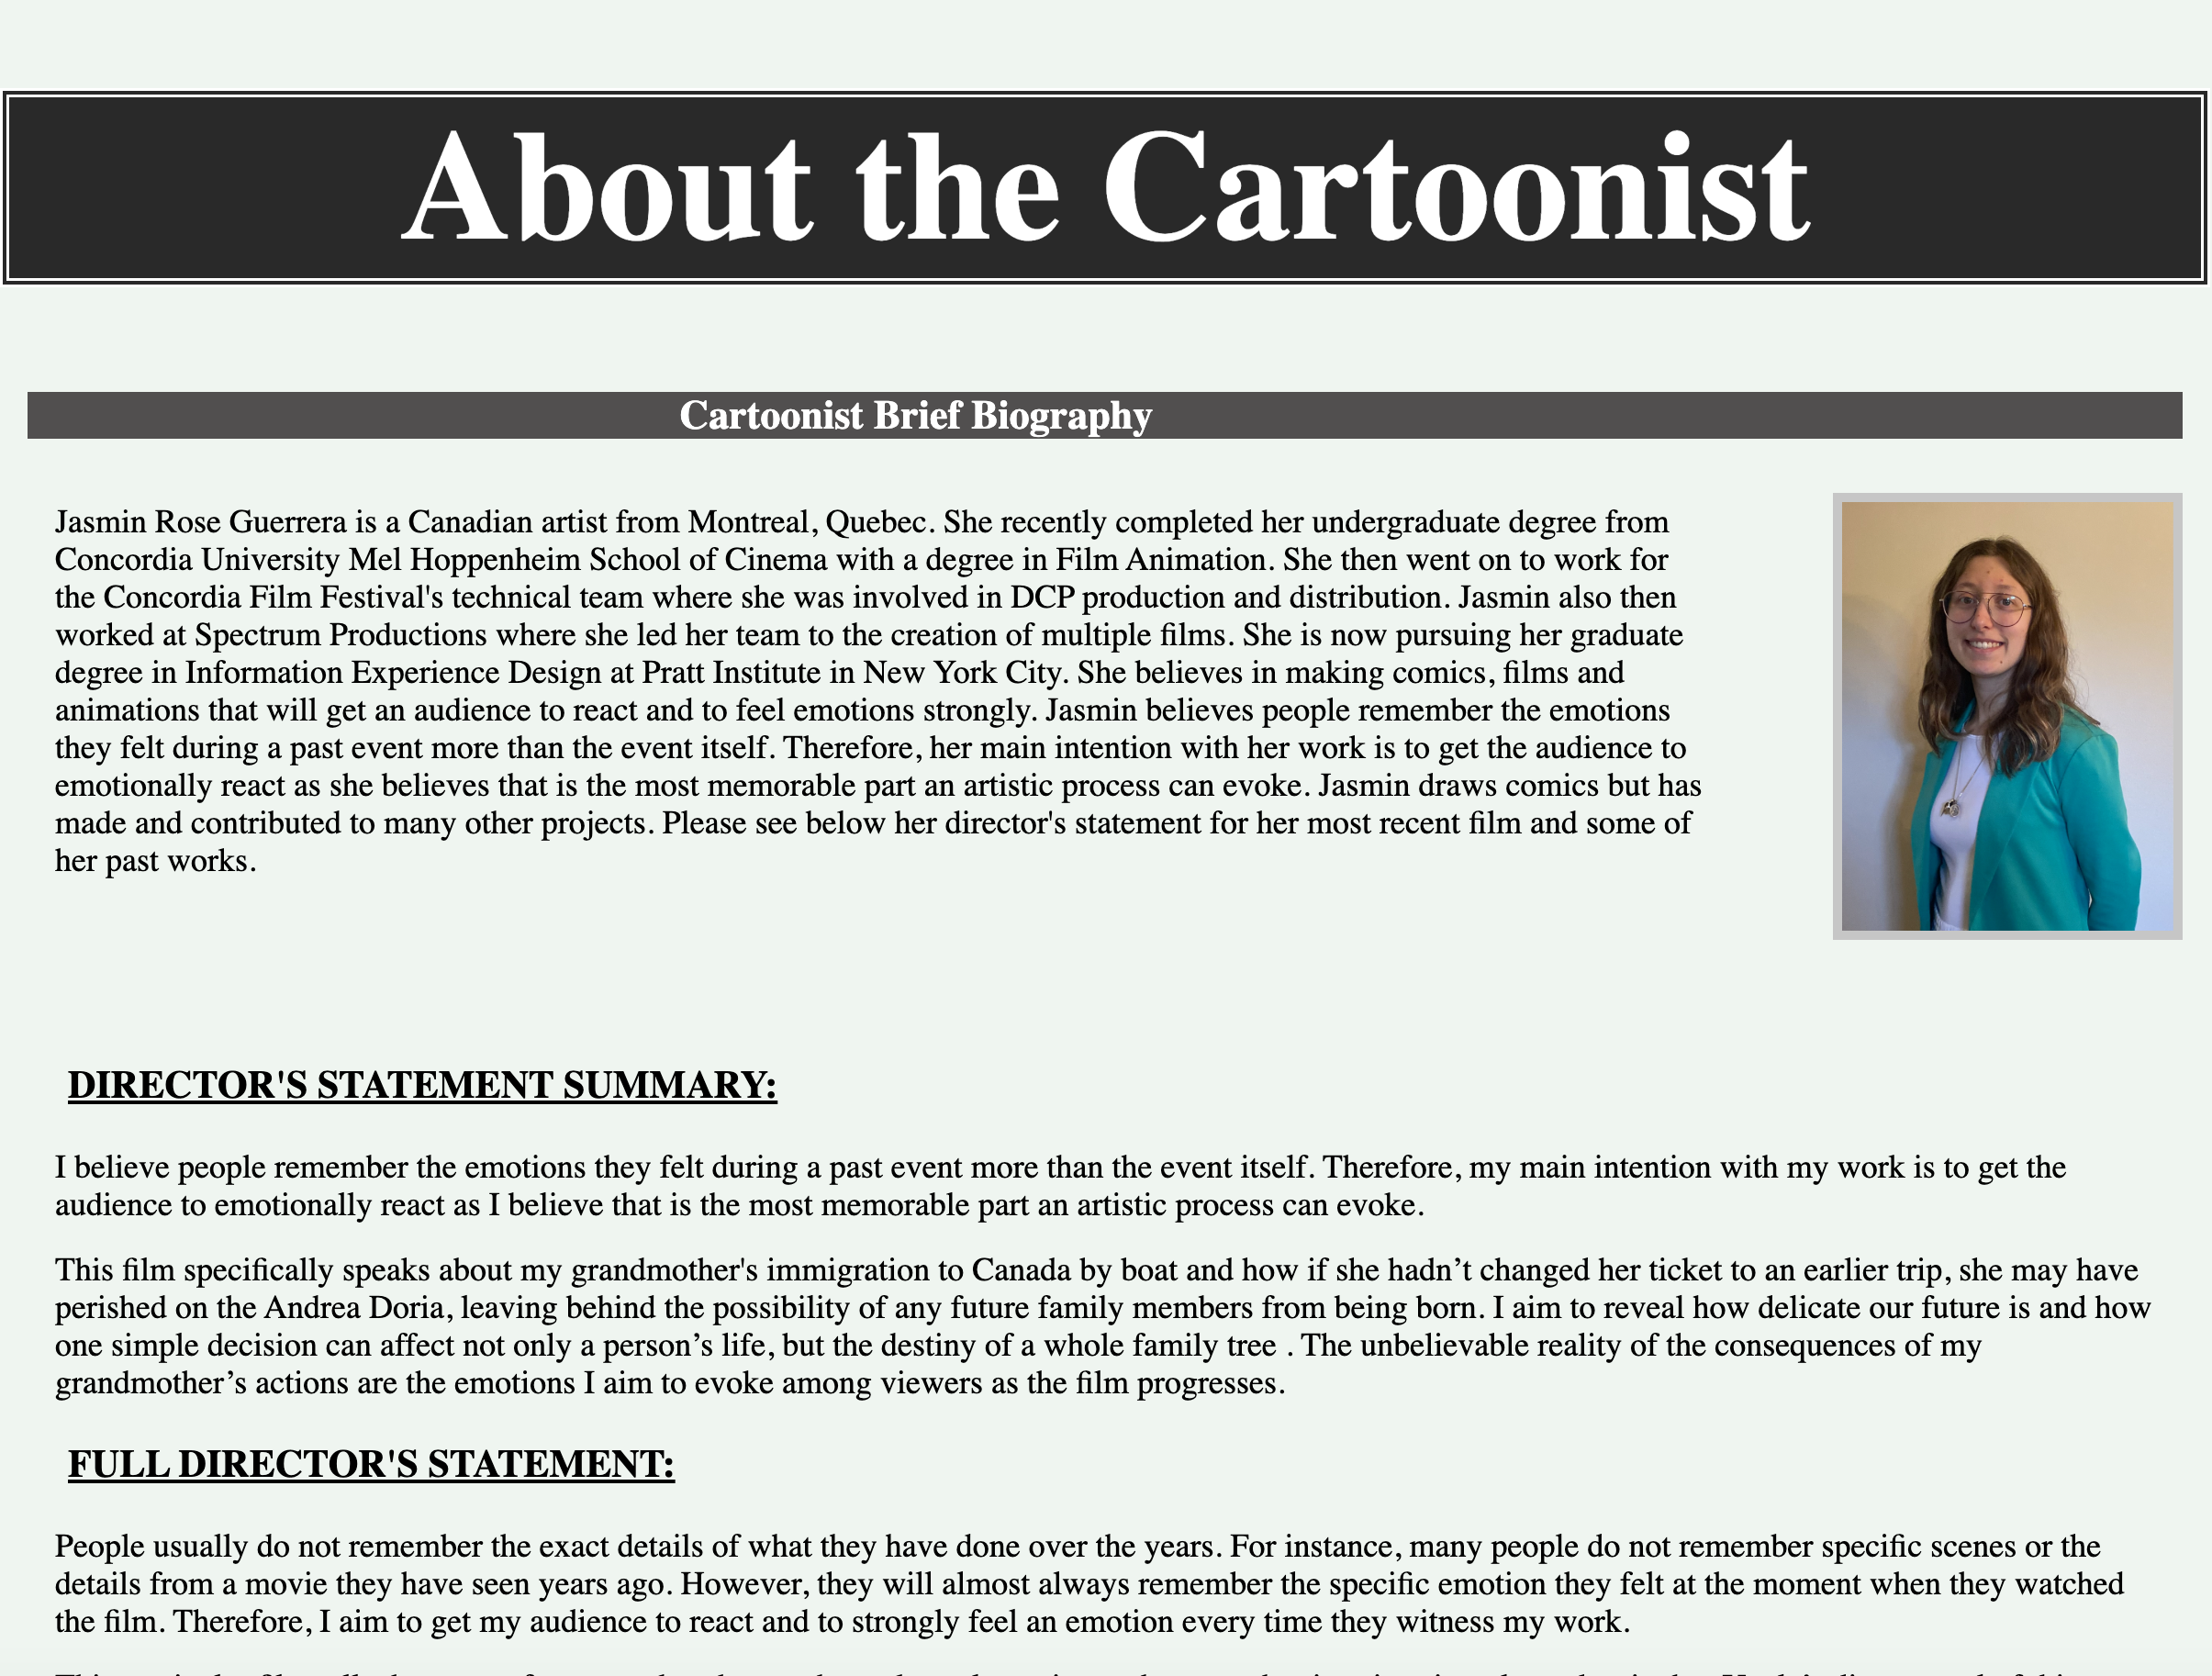 About the Cartoonist
Cartoonist Brief Biography
Jasmin Rose Guerrera is a Canadian artist from Montreal, Quebec. She recently completed her undergraduate degree from
Concordia University Mel Hoppenheim School of Cinema with a degree in Film Animation. She then went on to work for
the Concordia Film Festival's technical team where she was involved in DCP production and distribution. Jasmin also then
worked at Spectrum Productions where she led her team to the creation of multiple films. She is now pursuing her graduate
degree in Information Experience Design at Pratt Institute in New York City. She believes in making comics, films and
animations that will get an audience to react and to feel emotions strongly. Jasmin believes people remember the emotions
they felt during a past event more than the event itself. Therefore, her main intention with her work is to get the audience to
emotionally react as she believes that is the most memorable part an artistic process can evoke. Jasmin draws comics but has
made and contributed to many other projects. Please see below her director's statement for her most recent film and some of
her past works.
DIRECTOR'S STATEMENT SUMMARY:
I believe people remember the emotions they felt during a past event more than the event itself. Therefore, my main intention with my work is to get the
audience to emotionally react as I believe that is the most memorable part an artistic process can evoke.
This film specifically speaks about my grandmother's immigration to Canada by boat and how if she hadn’t changed her ticket to an earlier trip, she may have
perished on the Andrea Doria, leaving behind the possibility of any future family members from being born. I aim to reveal how delicate our future is and how
one simple decision can affect not only a person’s life, but the destiny of a whole family tree . The unbelievable reality of the consequences of my
grandmother’s actions are the emotions I aim to evoke among viewers as the film progresses.
FULL DIRECTOR'S STATEMENT:
People usually do not remember the exact details of what they have done over the years. For instance, many people do not remember specific scenes or the
details from a movie they have seen years ago. However, they will almost always remember the specific emotion they felt at the moment when they watched
the film. Therefore, I aim to get my audience to react and to strongly feel an emotion every time they witness my work.